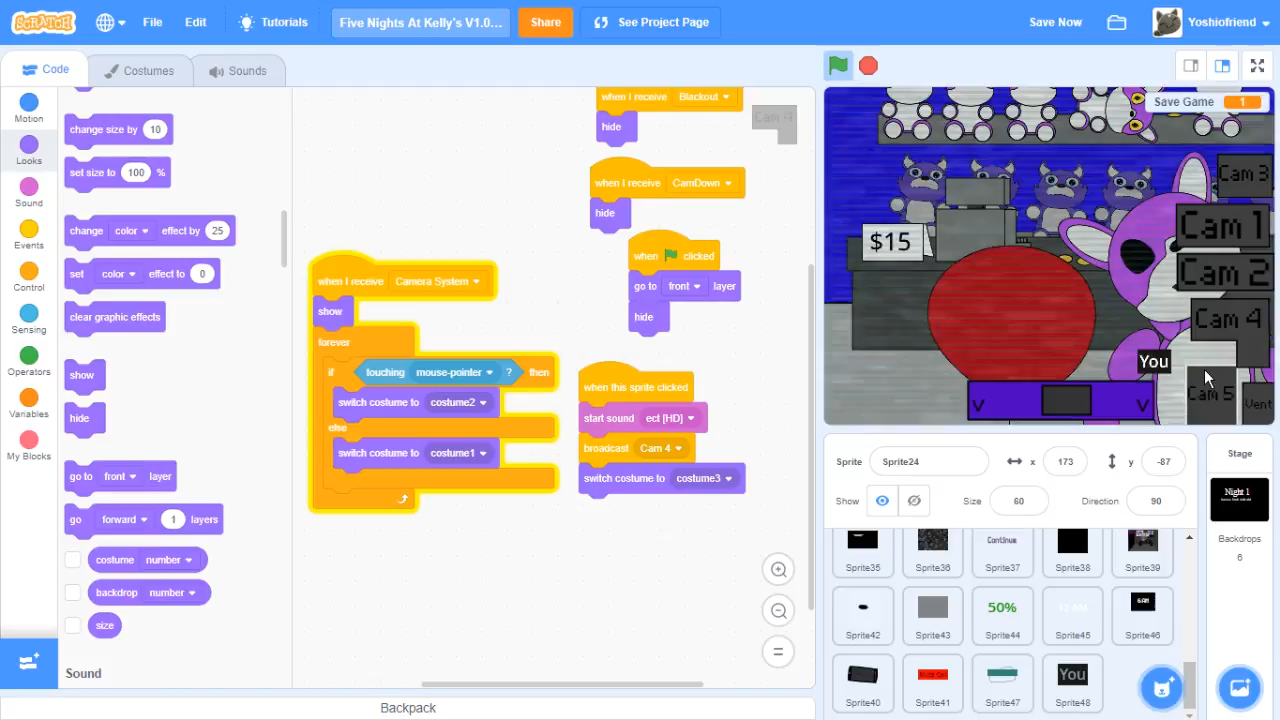 SCRATCH
File
Edit
Tutorials
Five Nights At Kelly's V1.0...
Share
See Project Page
Save Now
Yoshiofriend
Code
Costumes
Sounds
Motion
Looks
Sound
Events
Control
Sensing
Operators
Variables
My Blocks
change size by 10
set size to 100 %
change color effect by 25
set color effect to 0
clear graphic effects
show
hide
go to front layer
go forward 1 layers
costume number
backdrop number
size
Sound
when I receive Blackout
hide
Cam 4
when I receive CamDown
hide
when clicked
go to front layer
hide
when I receive Camera System
show
forever
if touching mouse-pointer ? then
switch costume to costume2
else
switch costume to costume1
when this sprite clicked
start sound ect [HD]
broadcast Cam 4
switch costume to costume3
Backpack
Save Game 1
Cam 3
$15
Cam 1
Cam 2
Cam 4
You
Cam 5
Vent
V
V
Sprite
Sprite24
x 173
y -87
Show
Size 60
Direction 90
Stage
Night 1
Backdrops
6
Continue
Sprite35
Sprite36
Sprite37
Sprite38
Sprite39
50%
6 AM
Sprite42
Sprite43
Sprite44
Sprite45
Sprite46
You
Sprite40
Sprite41
Sprite47
Sprite48